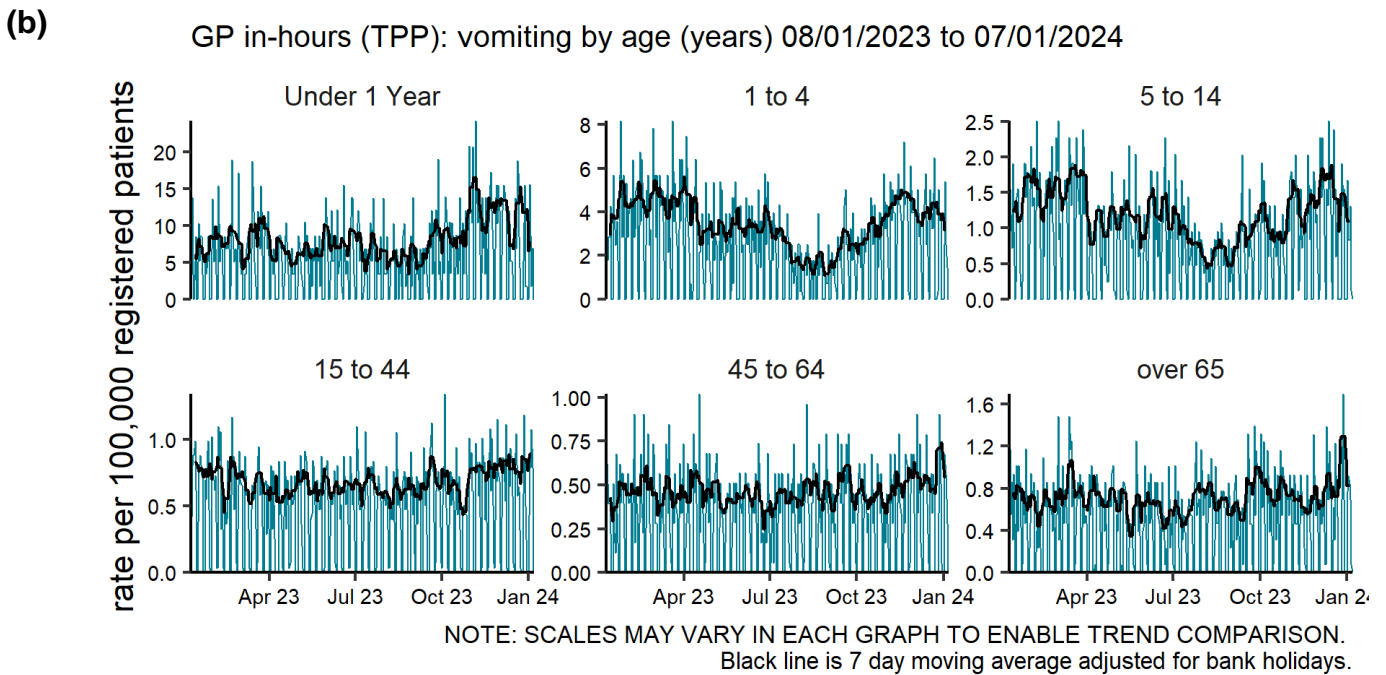 (b)
GP in-hours (TPP): vomiting by age (years) 08/01/2023 to 07/01/2024
rate per 100,000 registered patients
Under 1 Year
20
15
10
5
0
1 to 4
8
6
4
2
0
5 to 14
2.5
2.0
1.5
1.0
0.5
0.0
15 to 44
1.0
0.5
0.0
Apr 23 Jul 23 Oct 23 Jan 24
45 to 64
1.00
0.75
0.50
0.25
0.00
Apr 23 Jul 23 Oct 23 Jan 24
over 65
1.6
1.2
0.8
0.4
0.0
Apr 23 Jul 23 Oct 23 Jan 2
NOTE: SCALES MAY VARY IN EACH GRAPH TO ENABLE TREND COMPARISON.
Black line is 7 day moving average adjusted for bank holidays.